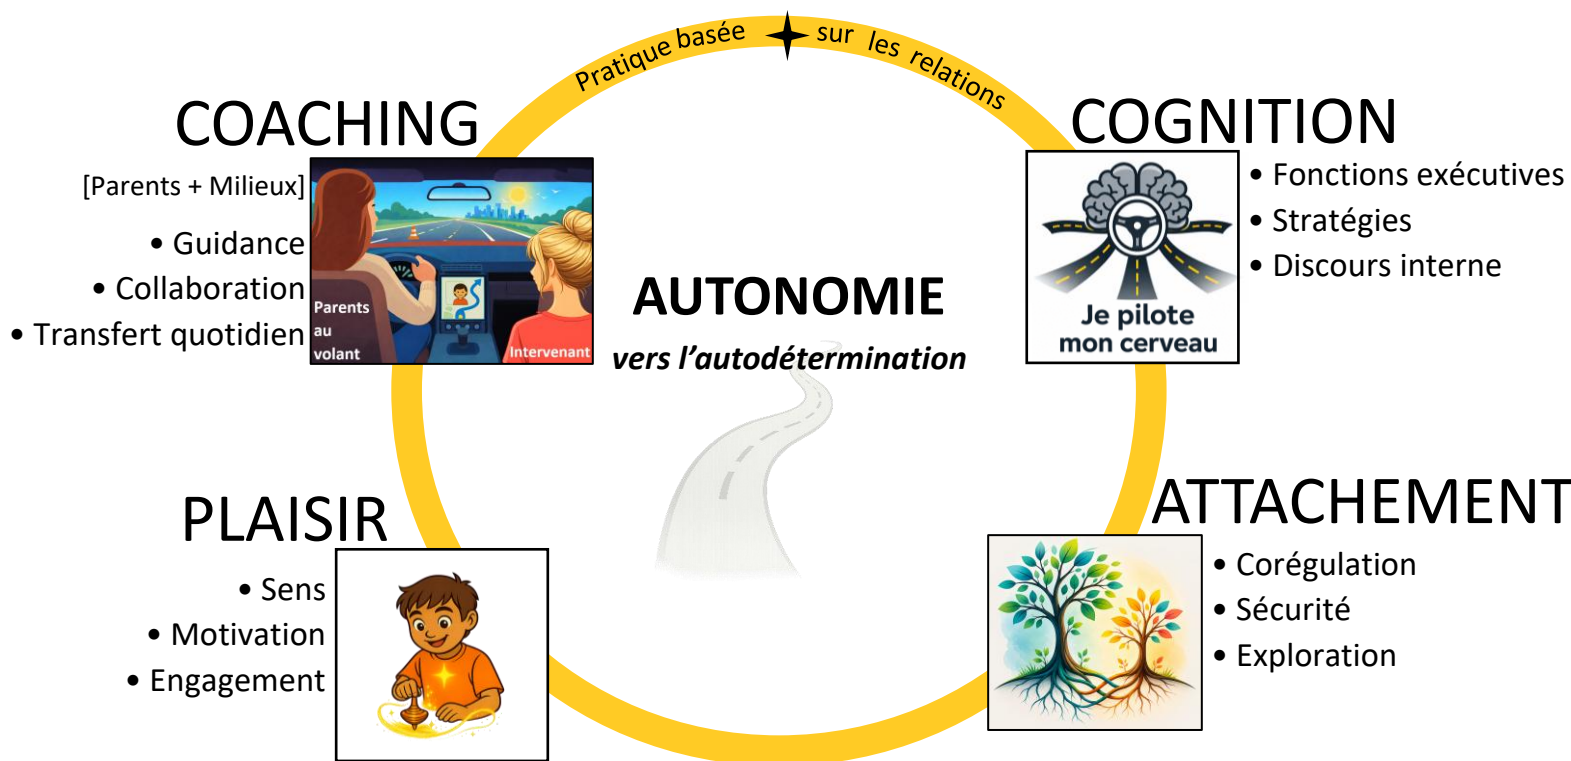 Pratique basée sur les relations
COACHING
[Parents + Milieux]
• Guidance
• Collaboration
• Transfert quotidien
Parents
au
volant
Intervenant
COGNITION
• Fonctions exécutives
• Stratégies
• Discours interne
Je pilote
mon cerveau
AUTONOMIE
vers l’autodétermination
PLAISIR
• Sens
• Motivation
• Engagement
ATTACHEMENT
• Corégulation
• Sécurité
• Exploration